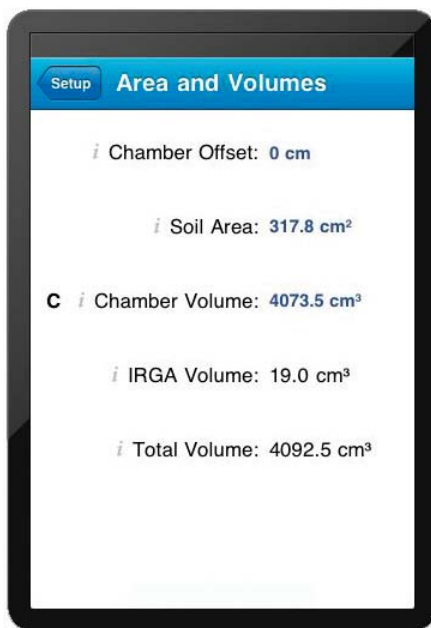 Setup Area and Volumes
i Chamber Offset: 0 cm
i Soil Area: 317.8 cm²
C i Chamber Volume: 4073.5 cm³
i IRGA Volume: 19.0 cm³
i Total Volume: 4092.5 cm³